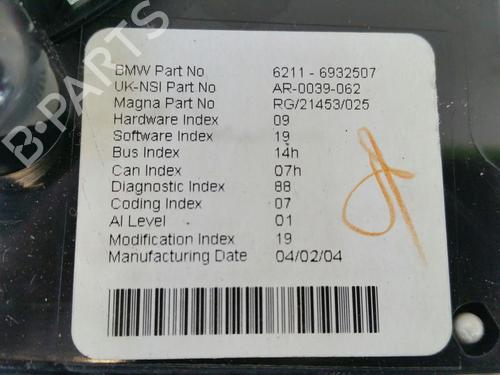 BMW Part No 6211 - 6932507
UK-NSI Part No AR-0039-062
Magna Part No RG/21453/025
Hardware Index 09
Software Index 19
Bus Index 14h
Can Index 07h
Diagnostic Index 88
Coding Index 07
AI Level 01
Modification Index 19
Manufacturing Date 04/02/04